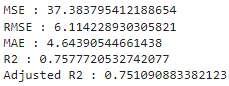 MSE : 37.383795412188654
RMSE : 6.114228930305821
MAE : 4.64390544661438
R2 : 0.7577720532742077
Adjusted R2 : 0.751090883382123